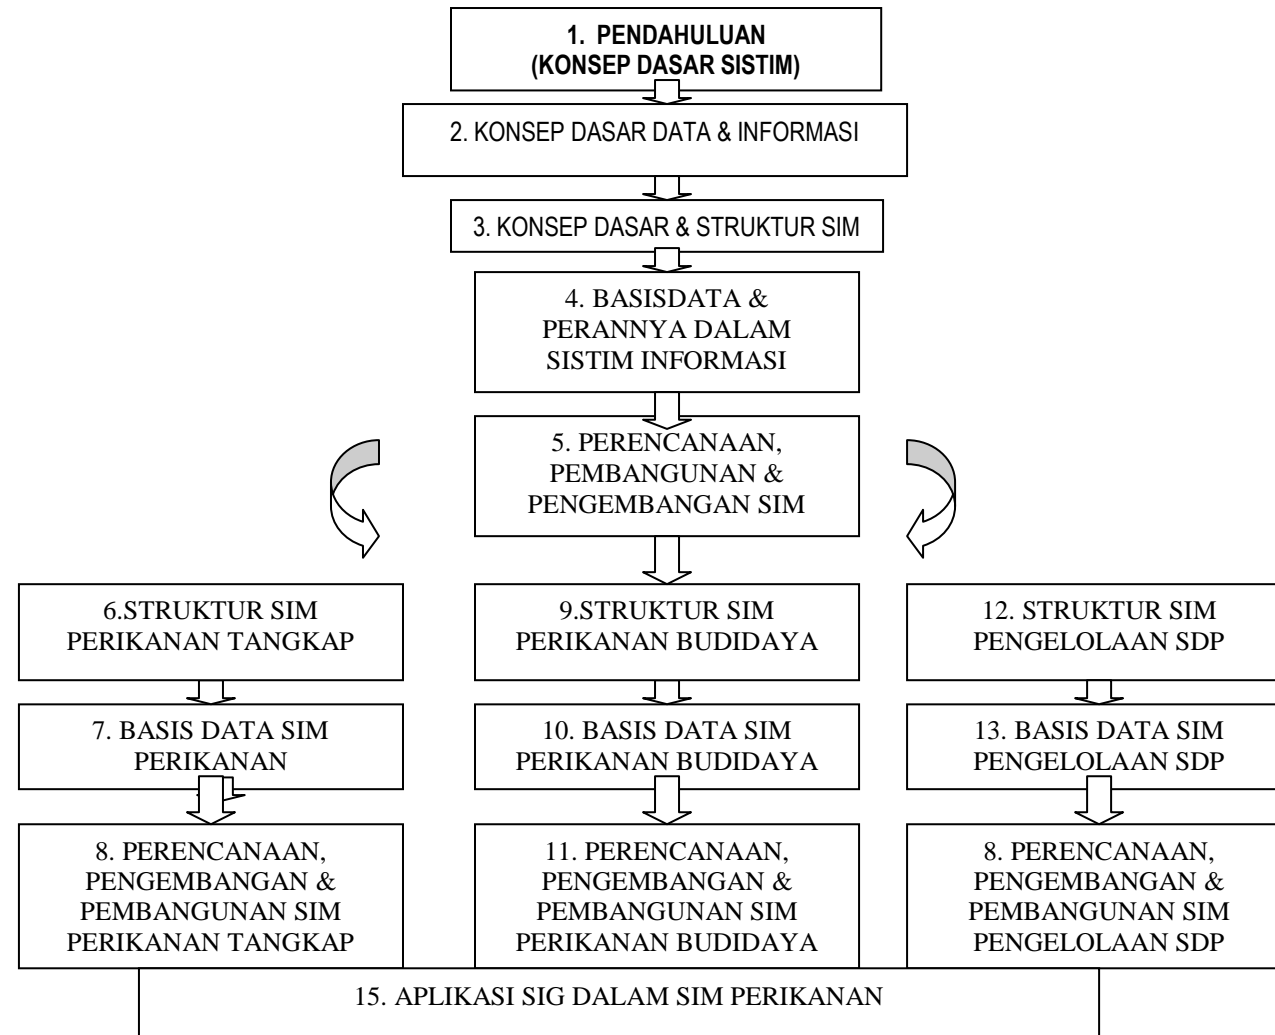 1. PENDAHULUAN
(KONSEP DASAR SISTIM)
2. KONSEP DASAR DATA & INFORMASI
3. KONSEP DASAR & STRUKTUR SIM
4. BASISDATA &
PERANNYA DALAM
SISTIM INFORMASI
5. PERENCANAAN,
PEMBANGUNAN &
PENGEMBANGAN SIM
6.STRUKTUR SIM
PERIKANAN TANGKAP
9.STRUKTUR SIM
PERIKANAN BUDIDAYA
12. STRUKTUR SIM
PENGELOLAAN SDP
7. BASIS DATA SIM
PERIKANAN
10. BASIS DATA SIM
PERIKANAN BUDIDAYA
13. BASIS DATA SIM
PENGELOLAAN SDP
8. PERENCANAAN,
PENGEMBANGAN &
PEMBANGUNAN SIM
PERIKANAN TANGKAP
11. PERENCANAAN,
PENGEMBANGAN &
PEMBANGUNAN SIM
PERIKANAN BUDIDAYA
8. PERENCANAAN,
PENGEMBANGAN &
PEMBANGUNAN SIM
PENGELOLAAN SDP
15. APLIKASI SIG DALAM SIM PERIKANAN